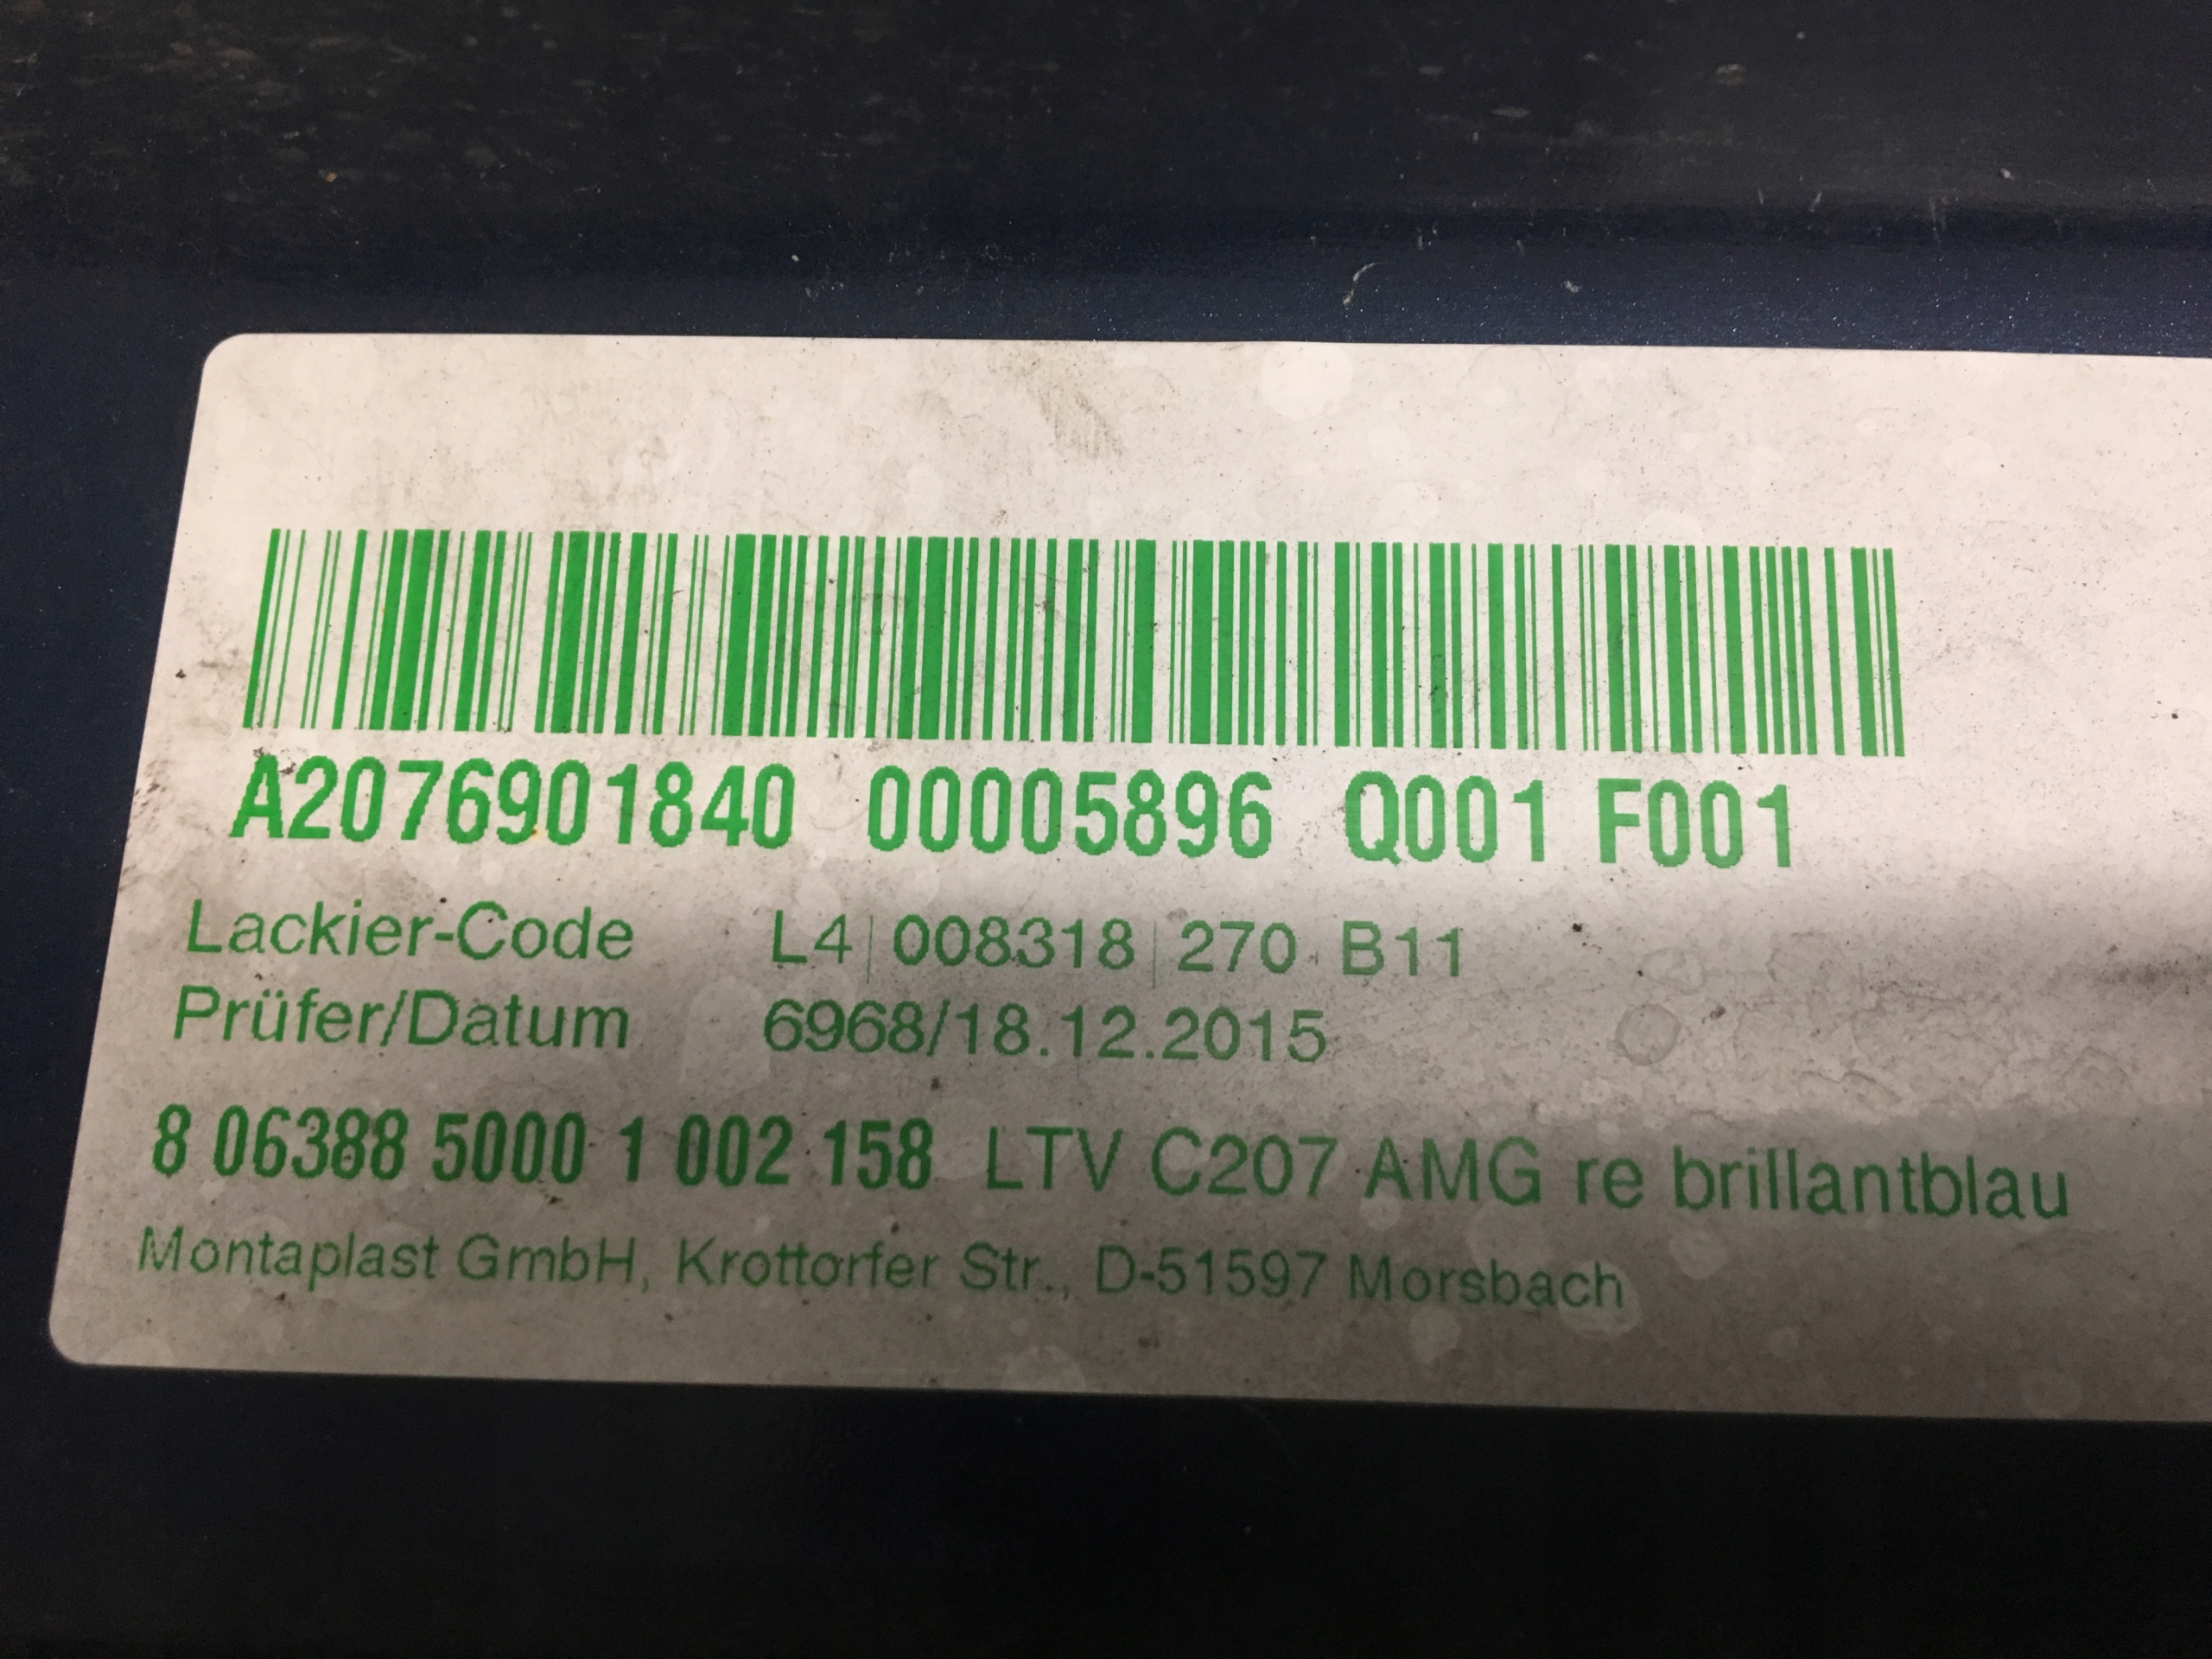 A2076901840 00005896 Q001 F001
Lackier-Code L4|008318|270 B11
Prüfer/Datum 6968/18.12.2015
8 06388 5000 1 002 158 LTV C207 AMG re brillantblau
Montaplast GmbH, Krottorfer Str., D-51597 Morsbach